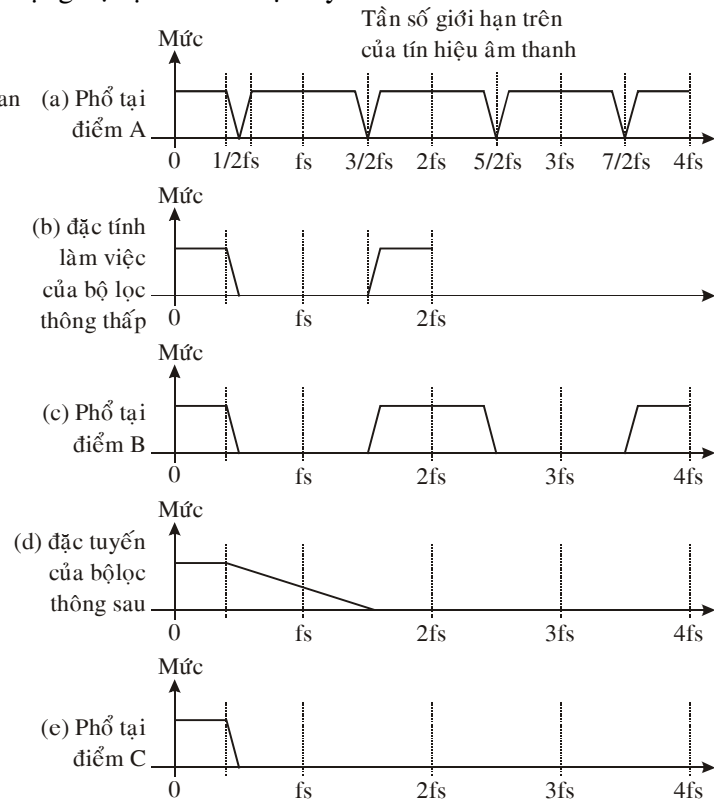 Tần số giới hạn trên
của tín hiệu âm thanh
Mức
an
(a) Phổ tại
điểm A
0 1/2fs fs 3/2fs 2fs 5/2fs 3fs 7/2fs 4fs
Mức
(b) đặc tính
làm việc
của bộ lọc
thông thấp
0 fs 2fs
Mức
(c) Phổ tại
điểm B
0 fs 2fs 3fs 4fs
Mức
(d) đặc tuyến
của bộlọc
thông sau
0 fs 2fs 3fs 4fs
Mức
(e) Phổ tại
điểm C
0 fs 2fs 3fs 4fs